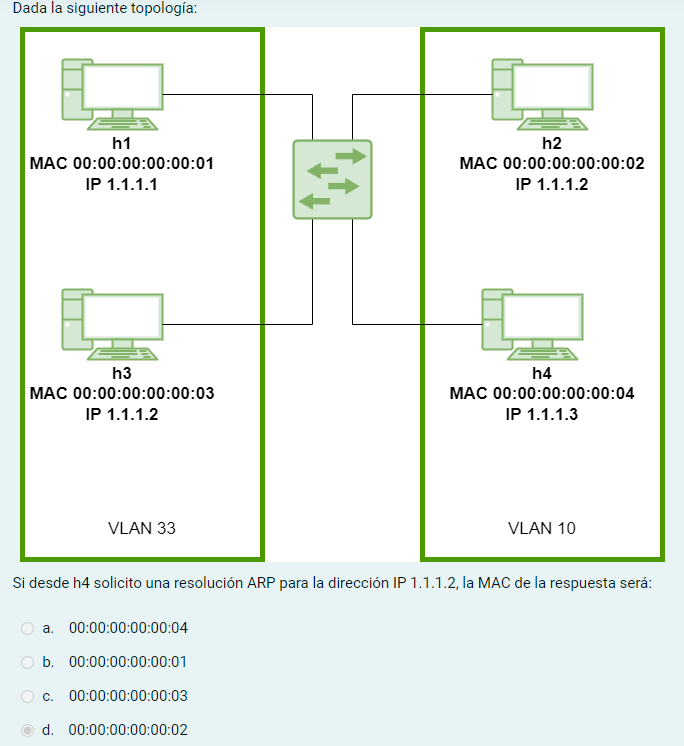 Dada la siguiente topología:
h1
MAC 00:00:00:00:00:01
IP 1.1.1.1
h2
MAC 00:00:00:00:00:02
IP 1.1.1.2
h3
MAC 00:00:00:00:00:03
IP 1.1.1.2
h4
MAC 00:00:00:00:00:04
IP 1.1.1.3
VLAN 33
VLAN 10
Si desde h4 solicito una resolución ARP para la dirección IP 1.1.1.2, la MAC de la respuesta será:
a. 00:00:00:00:00:04
b. 00:00:00:00:00:01
c. 00:00:00:00:00:03
d. 00:00:00:00:00:02